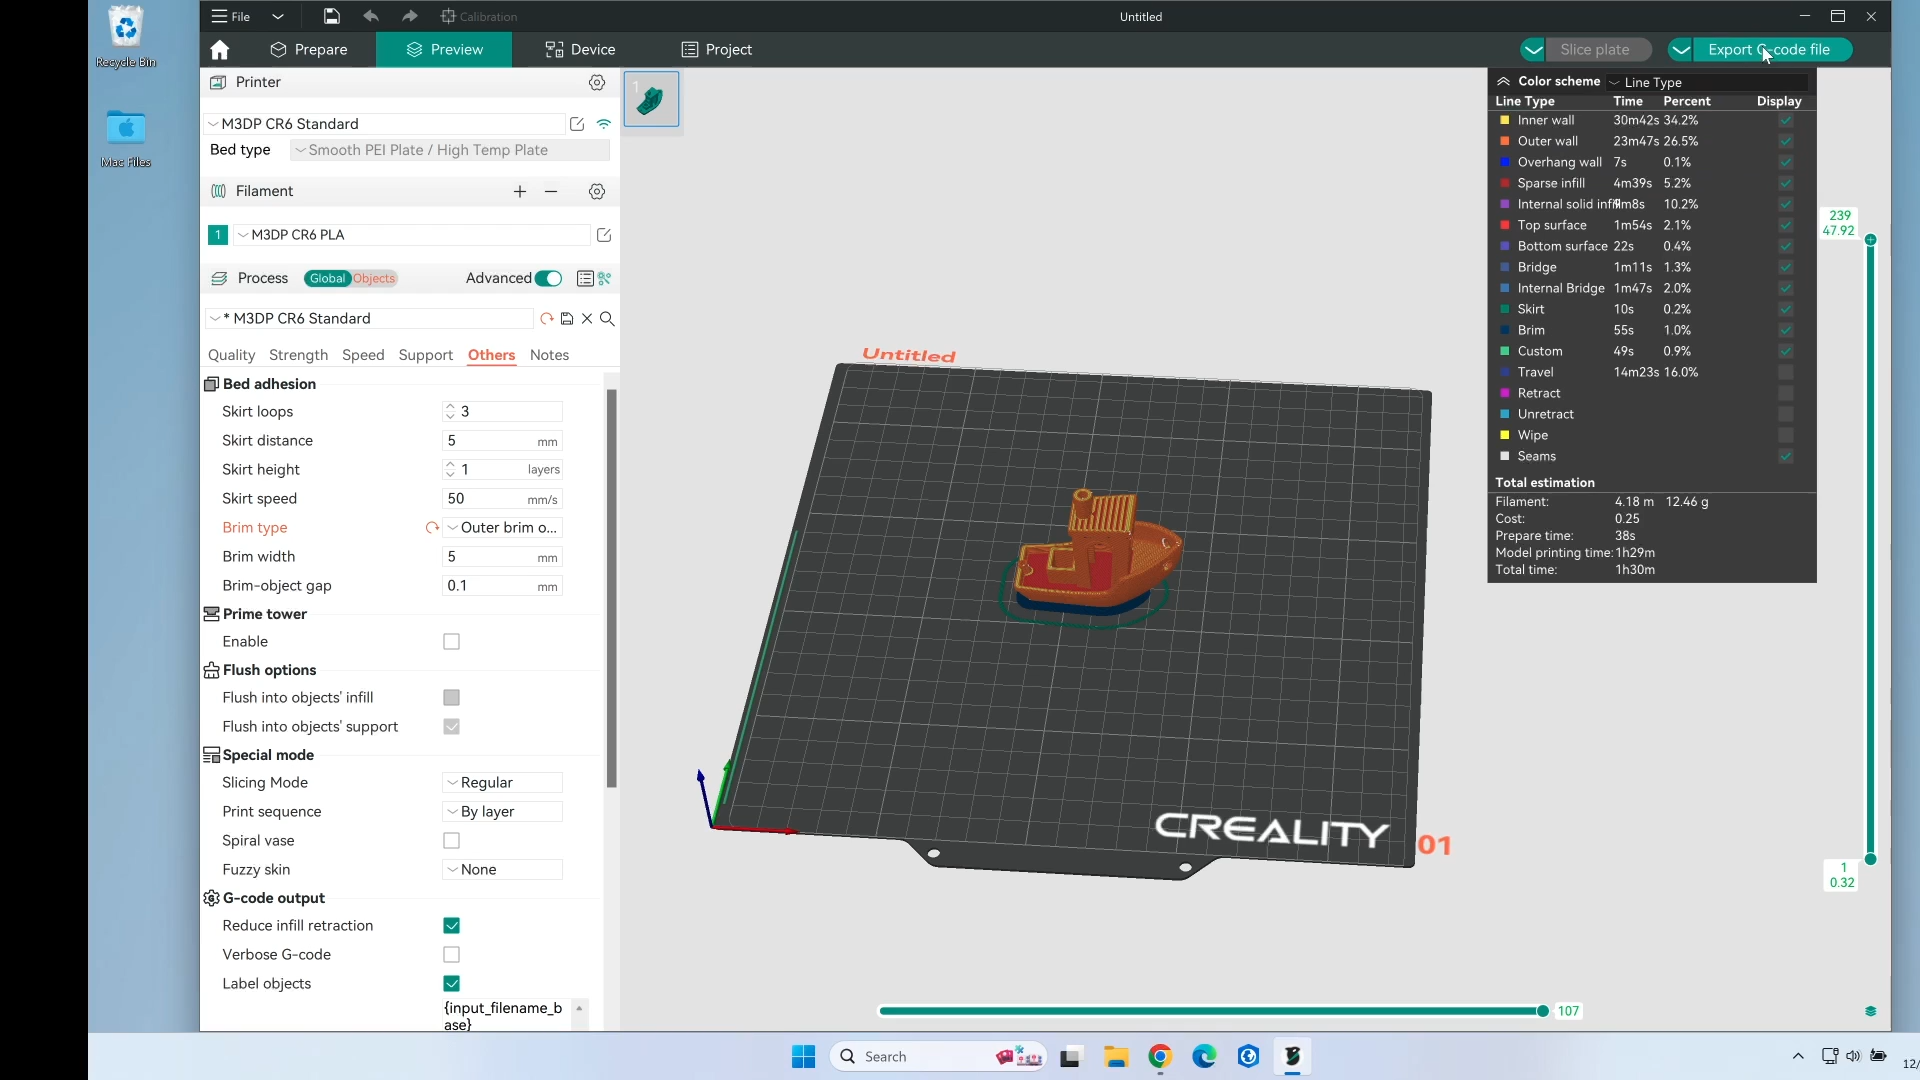 Recycle Bin
Mac Files
File
Calibration
Untitled
Prepare
Preview
Device
Project
Slice plate
Export G-code file
Printer
M3DP CR6 Standard
Bed type
Smooth PEI Plate / High Temp Plate
Filament
1
M3DP CR6 PLA
Process
Global
Objects
Advanced
* M3DP CR6 Standard
Quality
Strength
Speed
Support
Others
Notes
Bed adhesion
Skirt loops 3
Skirt distance 5 mm
Skirt height 1 layers
Skirt speed 50 mm/s
Brim type Outer brim o...
Brim width 5 mm
Brim-object gap 0.1 mm
Prime tower
Enable
Flush options
Flush into objects' infill
Flush into objects' support
Special mode
Slicing Mode Regular
Print sequence By layer
Spiral vase
Fuzzy skin None
G-code output
Reduce infill retraction
Verbose G-code
Label objects
{input_filename_b
ase}
1
Untitled
CREALITY
01
Color scheme Line Type
Line Type Time Percent Display
Inner wall 30m42s 34.2%
Outer wall 23m47s 26.5%
Overhang wall 7s 0.1%
Sparse infill 4m39s 5.2%
Internal solid infill 9m8s 10.2%
Top surface 1m54s 2.1%
Bottom surface 22s 0.4%
Bridge 1m11s 1.3%
Internal Bridge 1m47s 2.0%
Skirt 10s 0.2%
Brim 55s 1.0%
Custom 49s 0.9%
Travel 14m23s 16.0%
Retract
Unretract
Wipe
Seams
Total estimation
Filament: 4.18 m 12.46 g
Cost: 0.25
Prepare time: 38s
Model printing time: 1h29m
Total time: 1h30m
239
47.92
1
0.32
107
Search
12/